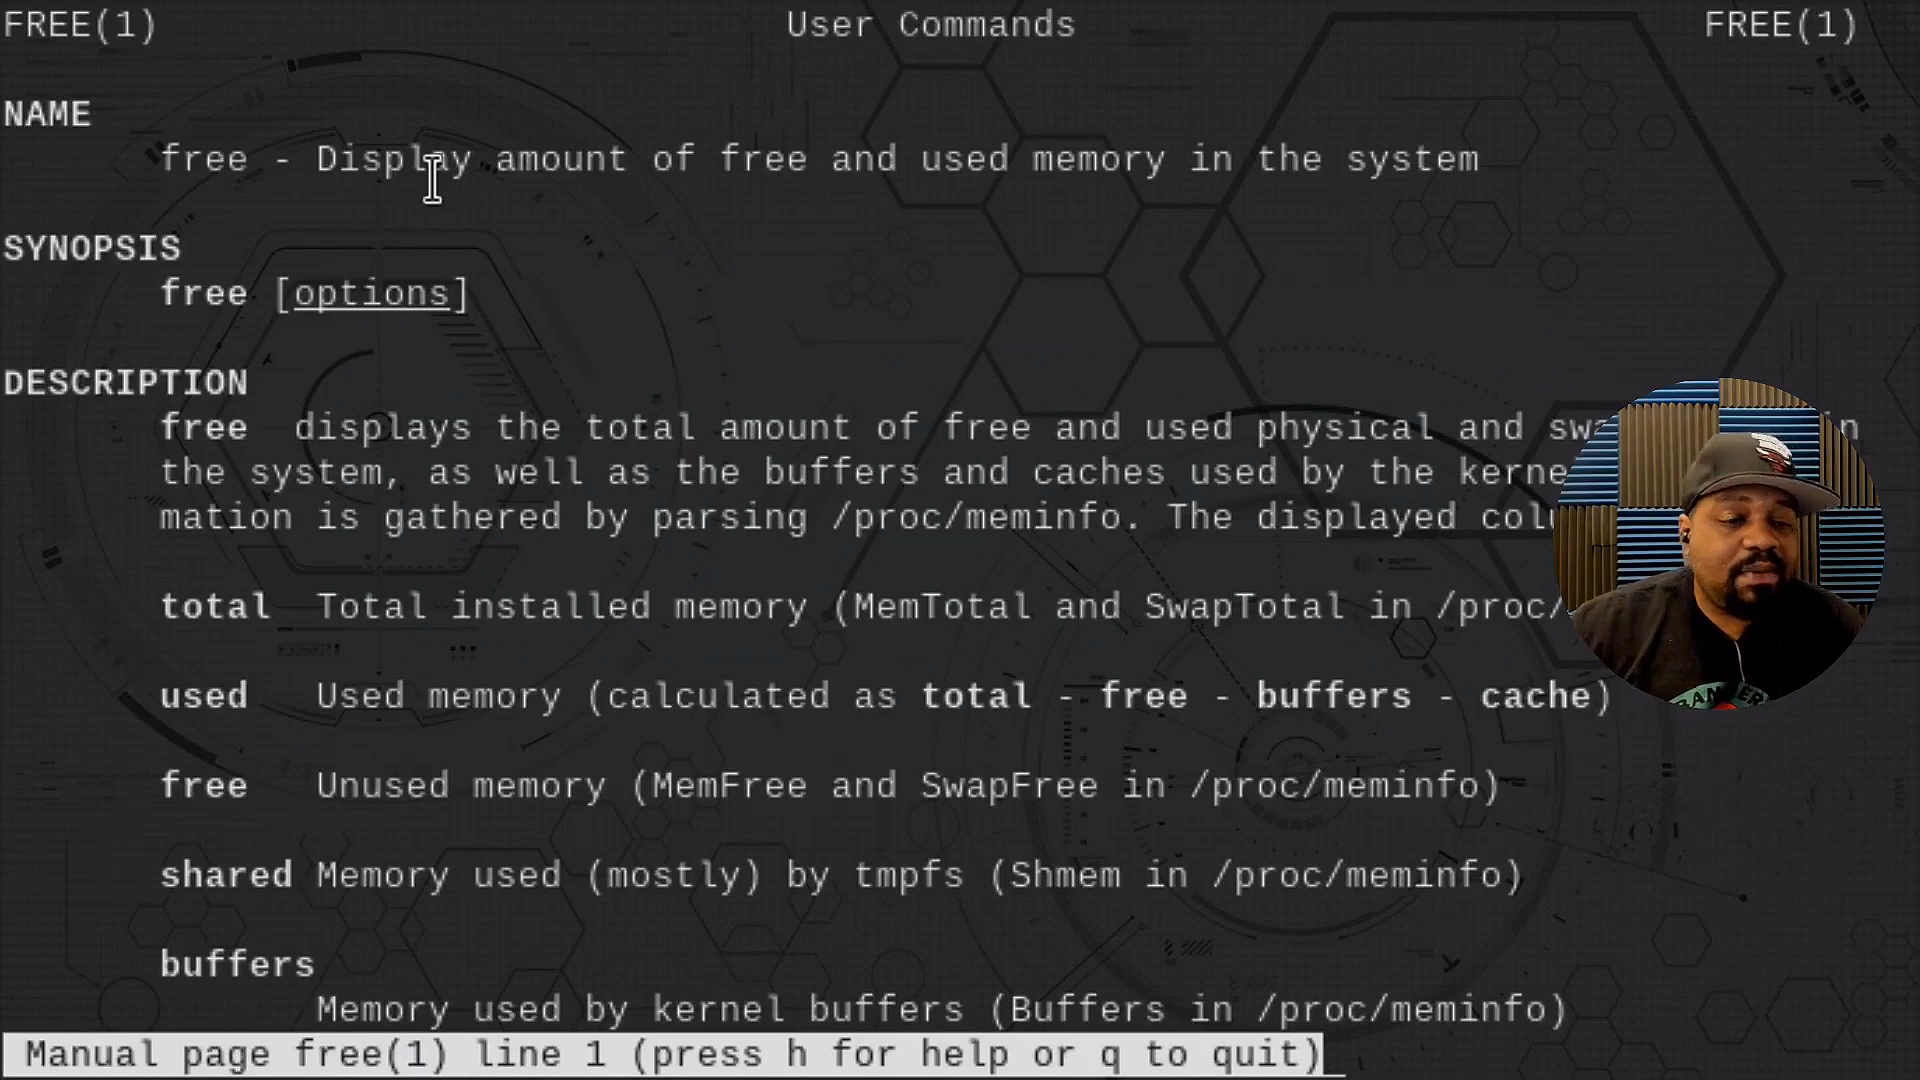 FREE(1) User Commands FREE(1)
NAME
free - Display amount of free and used memory in the system
SYNOPSIS
free [options]
DESCRIPTION
free displays the total amount of free and used physical and in
the system, as well as the buffers and caches used by the
mation is gathered by parsing /proc/meminfo. The displayed
total Total installed memory (MemTotal and SwapTotal in /proc/
used Used memory (calculated as total - free - buffers - cache)
free Unused memory (MemFree and SwapFree in /proc/meminfo)
shared Memory used (mostly) by tmpfs (Shmem in /proc/meminfo)
buffers
Memory used by kernel buffers (Buffers in /proc/meminfo)
Manual page free(1) line 1 (press h for help or q to quit)